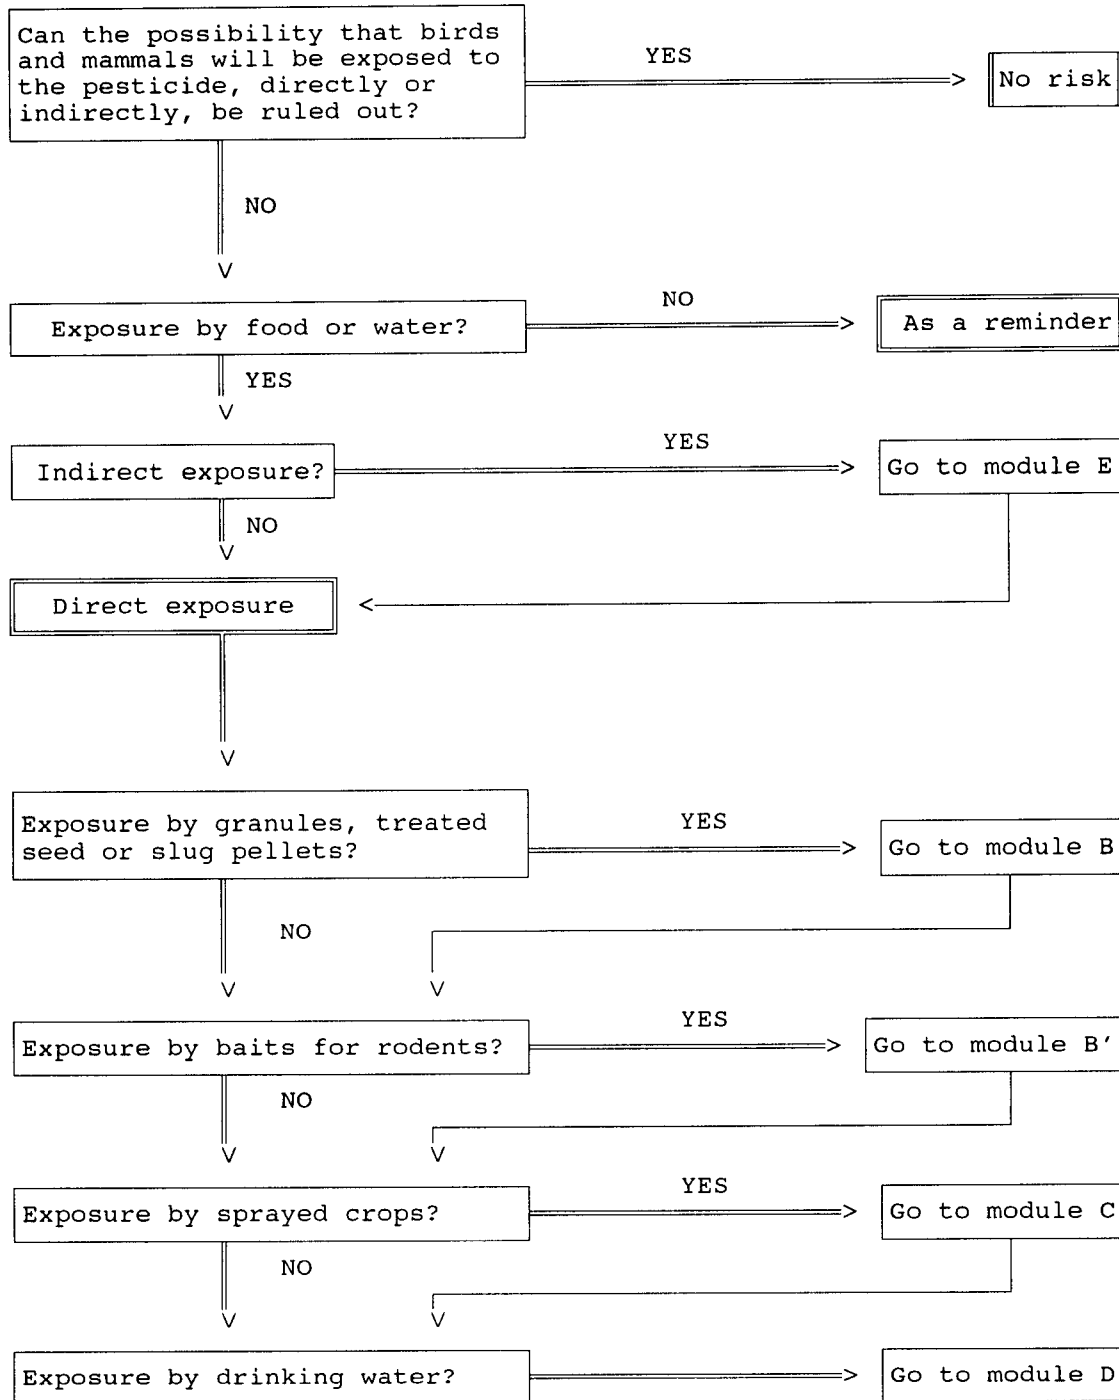 Can the possibility that birds
and mammals will be exposed to
the pesticide, directly or
indirectly, be ruled out?
YES
No risk
NO
Exposure by food or water?
NO
As a reminder
YES
Indirect exposure?
YES
Go to module E
NO
Direct exposure
Exposure by granules, treated
seed or slug pellets?
YES
Go to module B
NO
Exposure by baits for rodents?
YES
Go to module B'
NO
Exposure by sprayed crops?
YES
Go to module C
NO
Exposure by drinking water?
Go to module D